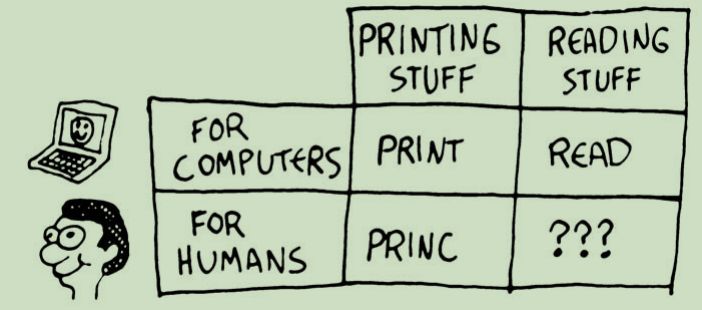 PRINTING
STUFF
READING
STUFF
FOR
COMPUTERS
PRINT
READ
FOR
HUMANS
PRINC
???